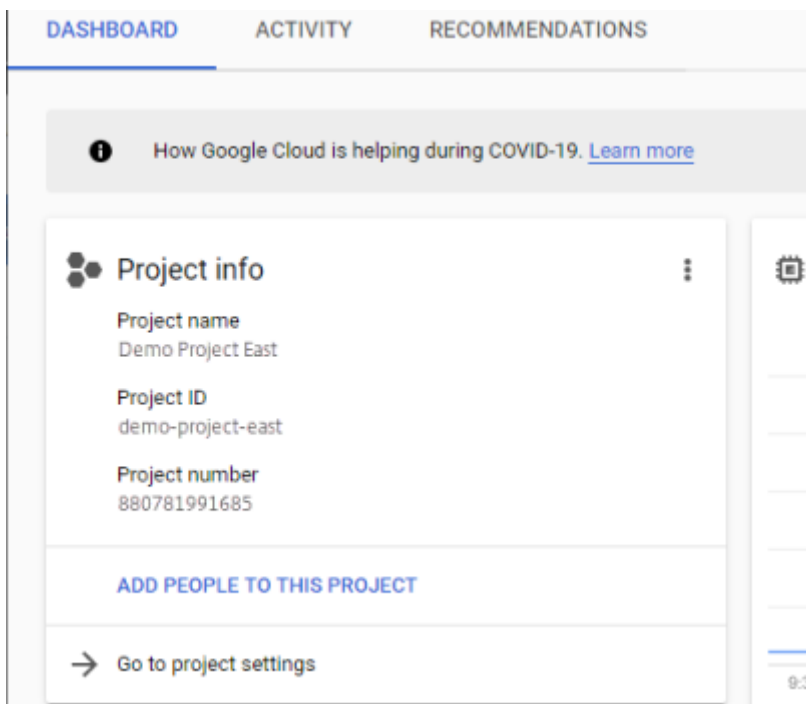 DASHBOARD ACTIVITY RECOMMENDATIONS
How Google Cloud is helping during COVID-19. Learn more
Project info
Project name
Demo Project East
Project ID
demo-project-east
Project number
880781991685
ADD PEOPLE TO THIS PROJECT
Go to project settings